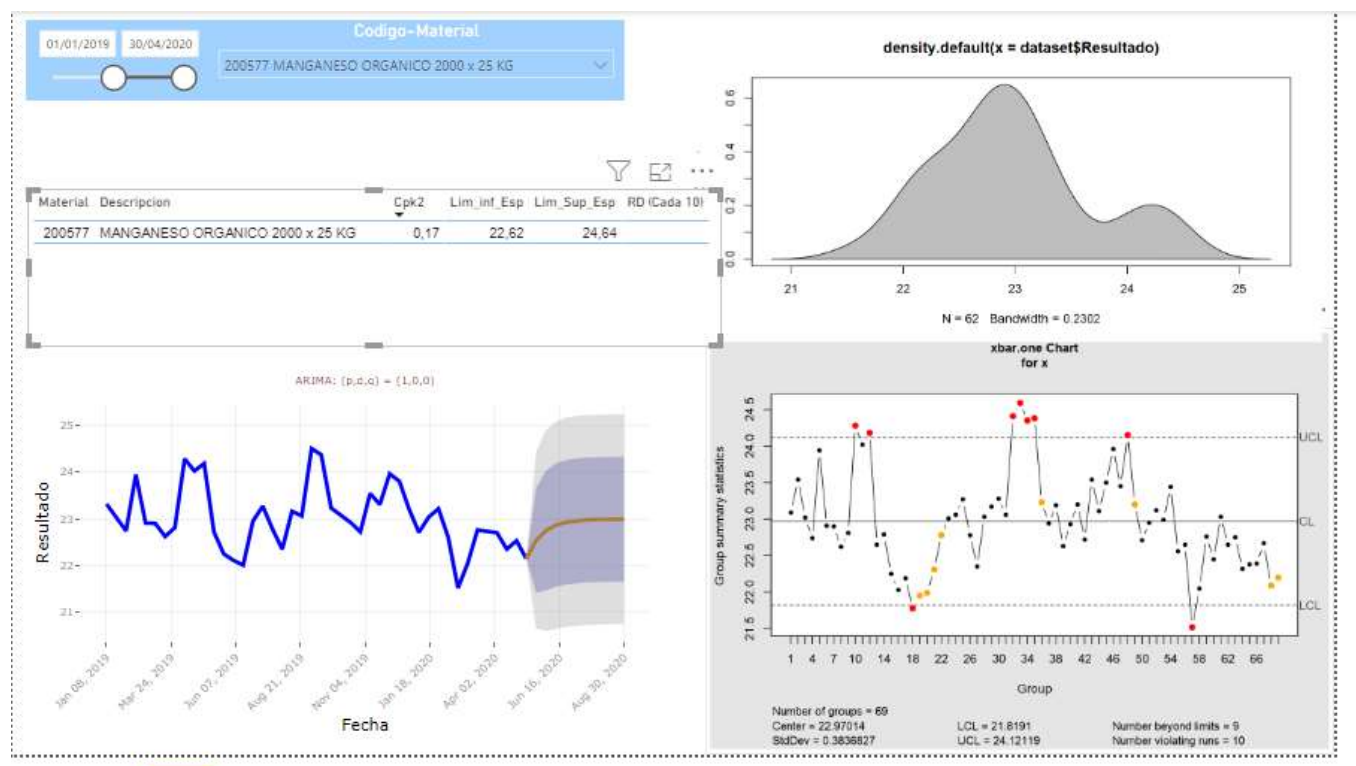 Codigo-Material
01/01/2019 30/04/2020
200577 MANGANESO ORGANICO 2000 x 25 KG
Material Descripcion Cpk2 Lim_inf_Esp Lim_Sup_Esp RD (Cada 10)
200577 MANGANESO ORGANICO 2000 x 25 KG 0,17 22,62 24,64
density.default(x = dataset$Resultado)
0.6
0.4
0.2
0.0
21 22 23 24 25
N = 62 Bandwidth = 0.2302
ARIMA: (p,d,q) = (1,0,0)
Resultado
25
24
23
22
21
Jan 08, 2019 Mar 24, 2019 Jun 07, 2019 Aug 21, 2019 Nov 04, 2019 Jan 18, 2020 Apr 02, 2020 Jun 16, 2020 Aug 30, 2020
Fecha
xbar.one Chart
for x
Group summary statistics
24.5
24.0
23.5
23.0
22.5
22.0
21.5
UCL
CL
LCL
1 4 7 10 14 18 22 26 30 34 38 42 46 50 54 58 62 66
Group
Number of groups = 69
Center = 22.97014 LCL = 21.8191 Number beyond limits = 9
StdDev = 0.3836827 UCL = 24.12119 Number violating runs = 10